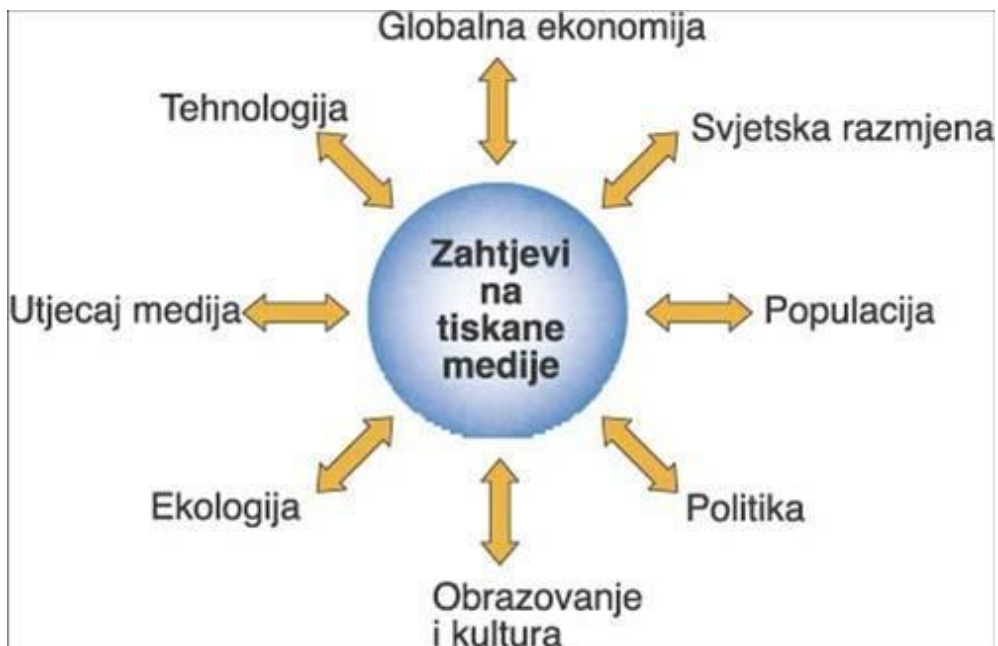 Globalna ekonomija
Tehnologija
Svjetska razmjena
Zahtjevi
na
tiskane
medije
Utjecaj medija
Populacija
Ekologija
Politika
Obrazovanje
i kultura